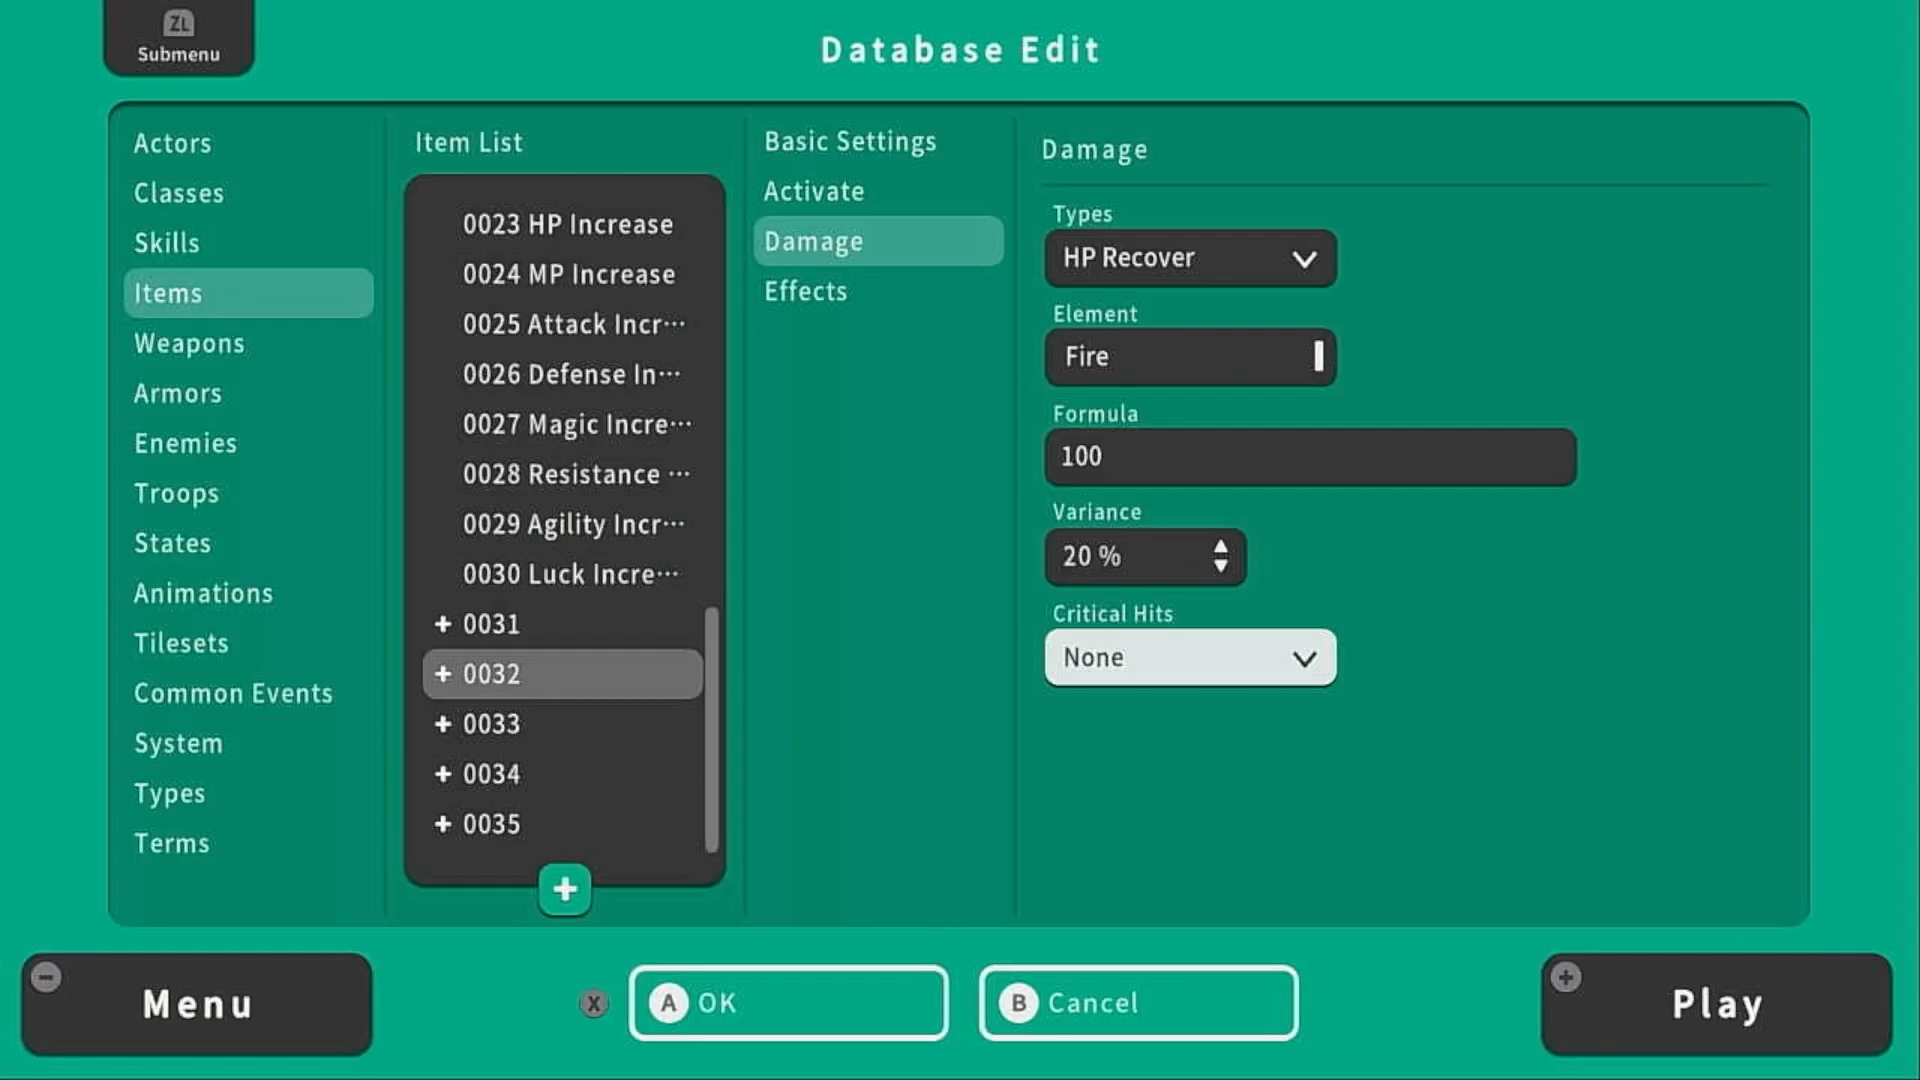 ZL
Submenu
Database Edit
Actors
Classes
Skills
Items
Weapons
Armors
Enemies
Troops
States
Animations
Tilesets
Common Events
System
Types
Terms
Item List
0023 HP Increase
0024 MP Increase
0025 Attack Incr…
0026 Defense In…
0027 Magic Incre…
0028 Resistance …
0029 Agility Incr…
0030 Luck Incre…
+ 0031
+ 0032
+ 0033
+ 0034
+ 0035
+
Basic Settings
Activate
Damage
Effects
Damage
Types
HP Recover
Element
Fire
Formula
100
Variance
20 %
Critical Hits
None
- Menu
X
A OK
B Cancel
+ Play